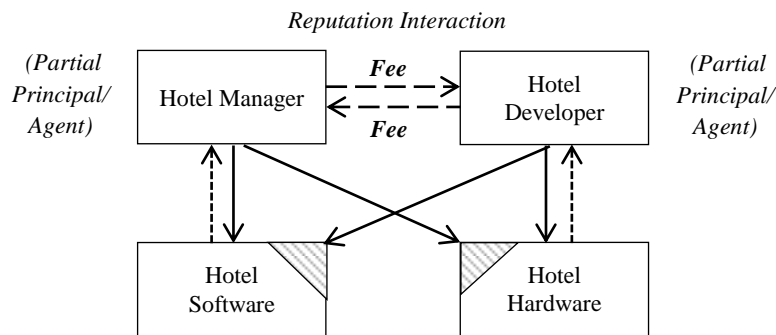 Reputation Interaction
(Partial
Principal/
Agent)
Hotel Manager
Fee
Fee
Hotel
Developer
(Partial
Principal/
Agent)
Hotel
Software
Hotel
Hardware